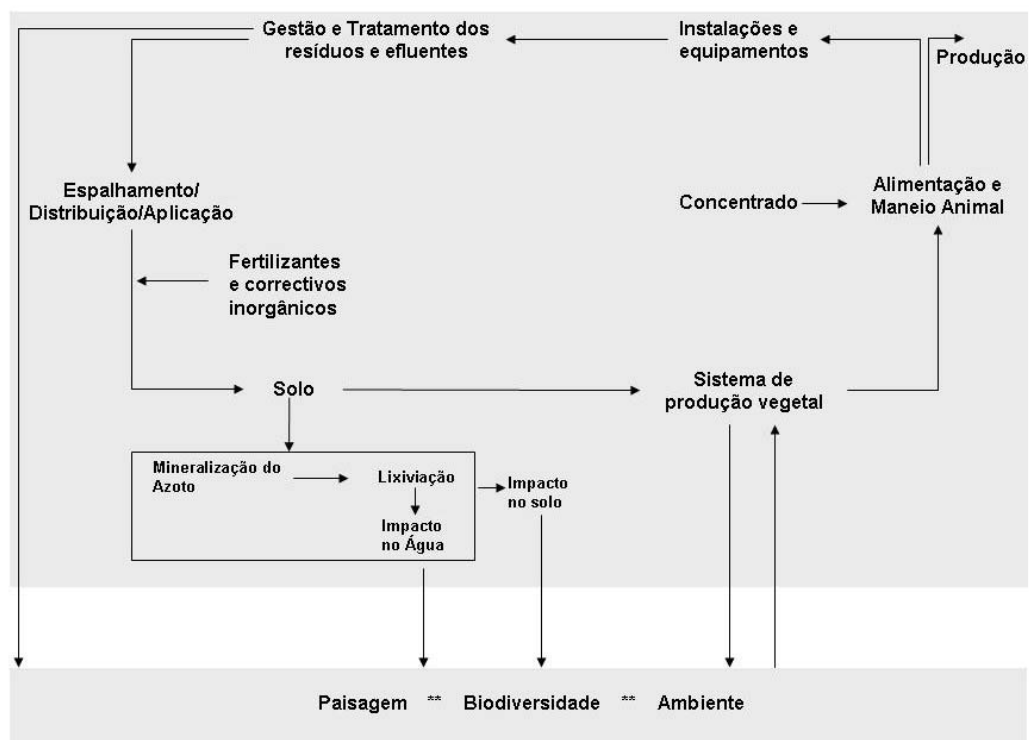 Gestão e Tratamento dos
resíduos e efluentes
Instalações e
equipamentos
Produção
Espalhamento/
Distribuição/Aplicação
Concentrado
Alimentação e
Maneio Animal
Fertilizantes
e correctivos
inorgânicos
Solo
Sistema de
produção vegetal
Mineralização do
Azoto
Lixiviação
Impacto
no Água
Impacto
no solo
Paisagem ** Biodiversidade ** Ambiente